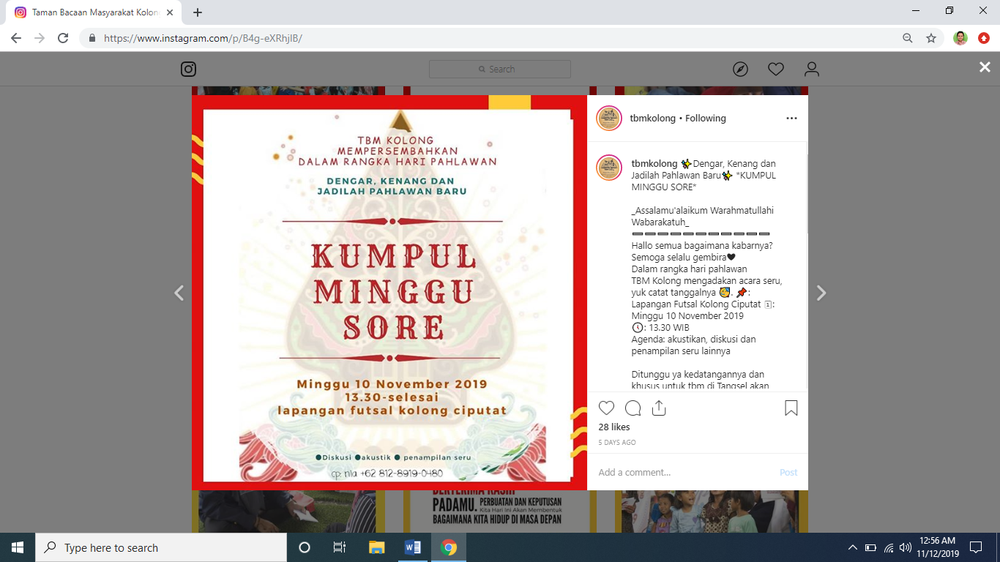 Taman Bacaan Masyarakat Kolon
https://www.instagram.com/p/B4g-eXRhjIB/
Search
TBM KOLONG
MEMPERSEMBAHKAN
DALAM RANGKA HARI PAHLAWAN
DENGAR, KENANG DAN
JADILAH PAHLAWAN BARU
KUMPUL
MINGGU
SORE
Minggu 10 November 2019
13.30-selesai
lapangan futsal kolong ciputat
●Diskusi ●akustik ● penampilan seru
cp: nia +62 812-8919-0480
tbmkolong • Following
tbmkolong ✨Dengar, Kenang dan
Jadilah Pahlawan Baru✨ *KUMPUL
MINGGU SORE*
_Assalamu'alaikum Warahmatullahi
Wabarakatuh_
➖➖➖➖➖➖➖➖➖➖➖
Hallo semua bagaimana kabarnya?
Semoga selalu gembira🖤
Dalam rangka hari pahlawan
TBM Kolong mengadakan acara seru,
yuk catat tanggalnya 🥳. 📌:
Lapangan Futsal Kolong Ciputat 🗓:
Minggu 10 November 2019
🕔: 13.30 WIB
Agenda: akustikan, diskusi dan
penampilan seru lainnya
Ditunggu ya kedatangannya dan
khusus untuk tbm di Tangsel akan
28 likes
5 DAYS AGO
Add a comment... Post
BERTERIMA KASIH
PADAMU. PERBUATAN DAN KEPUTUSAN
Kita Hari Ini Akan Membentuk
BAGAIMANA KITA HIDUP DI MASA DEPAN
Type here to search
12:56 AM
11/12/2019